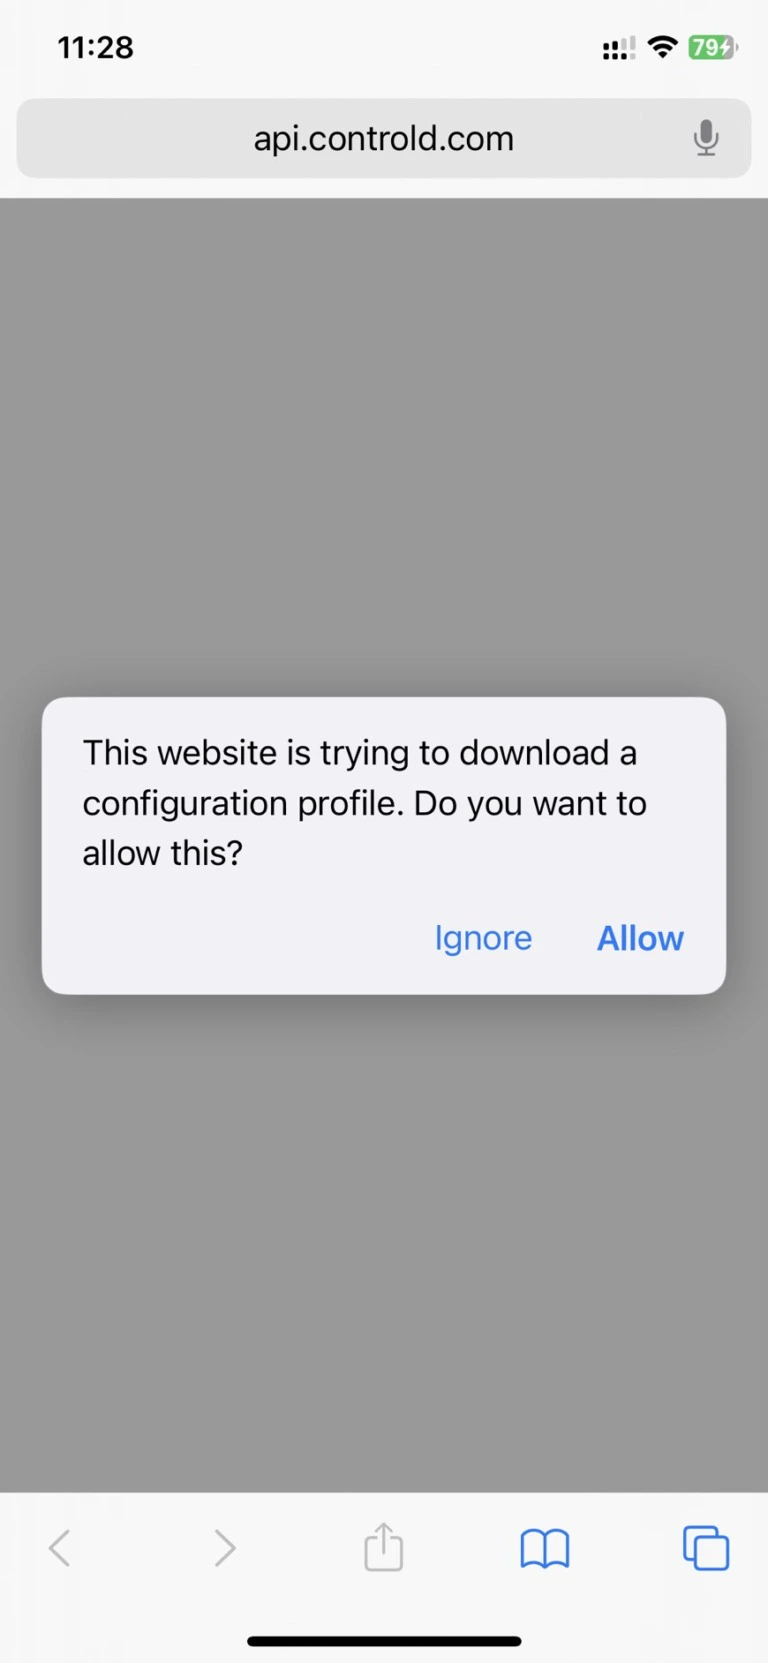 11:28
79
api.controld.com
This website is trying to download a
configuration profile. Do you want to
allow this?
Ignore Allow